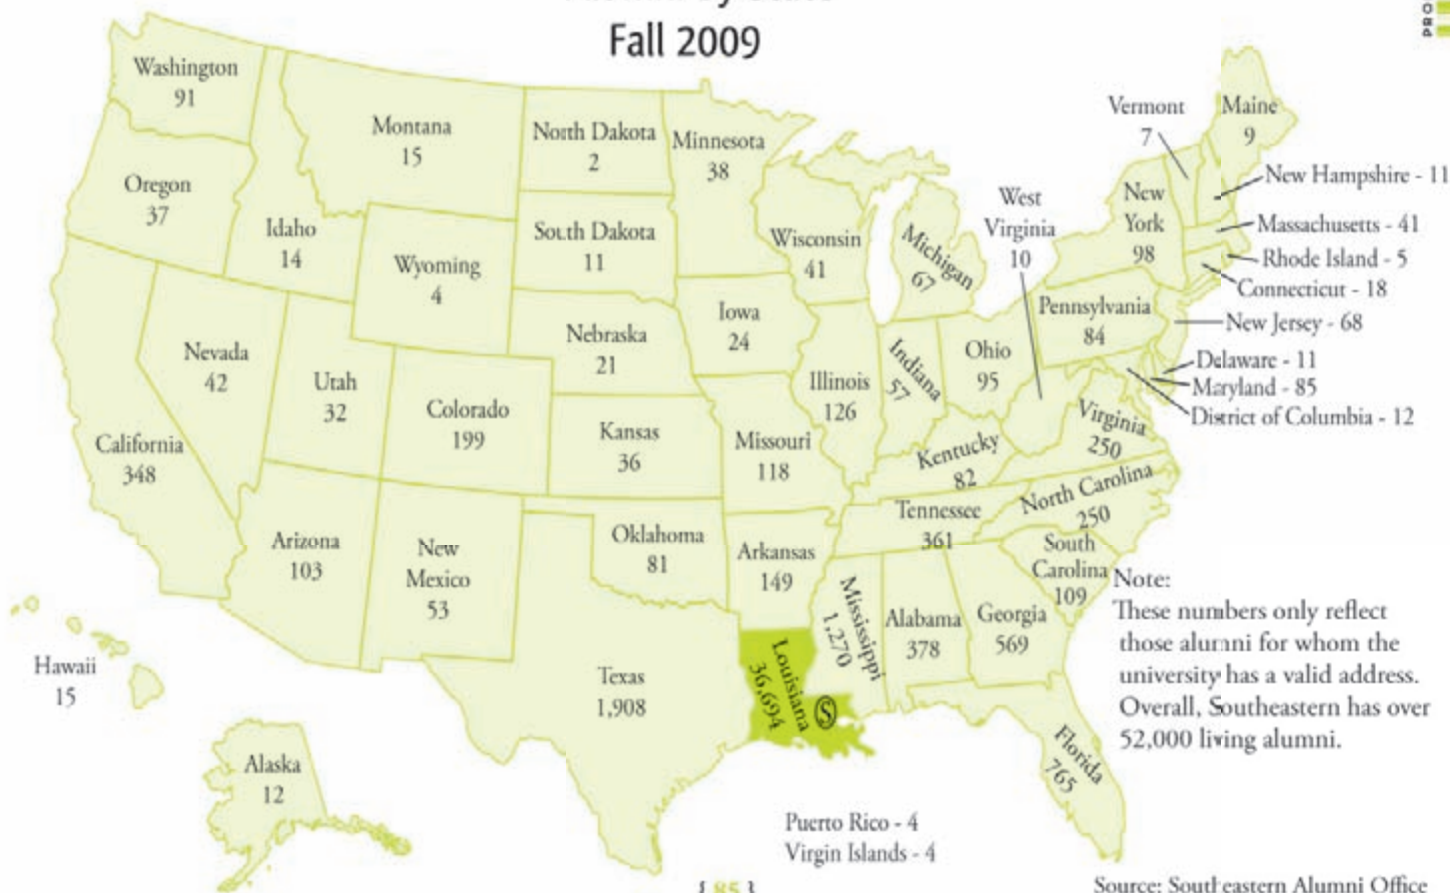 Fall 2009
PRO
Washington
91
Oregon
37
Idaho
14
Montana
15
Wyoming
4
North Dakota
2
South Dakota
11
Nebraska
21
Kansas
36
Minnesota
38
Iowa
24
Missouri
118
Wisconsin
41
Illinois
126
Michigan
67
Indiana
57
Ohio
95
Kentucky
82
West
Virginia
10
Vermont
7
Maine
9
New
York
98
Pennsylvania
84
New Hampshire - 11
Massachusetts - 41
Rhode Island - 5
Connecticut - 18
New Jersey - 68
Delaware - 11
Maryland - 85
District of Columbia - 12
Virginia
250
North Carolina
250
Tennessee
361
South
Carolina
109
California
348
Nevada
42
Utah
32
Colorado
199
Arizona
103
New
Mexico
53
Oklahoma
81
Arkansas
149
Texas
1,908
Louisiana
36,694
S
Mississippi
1,270
Alabama
378
Georgia
569
Florida
765
Hawaii
15
Alaska
12
Note:
These numbers only reflect
those alumni for whom the
university has a valid address.
Overall, Southeastern has over
52,000 living alumni.
Puerto Rico - 4
Virgin Islands - 4
{ 85 }
Source: Southeastern Alumni Office